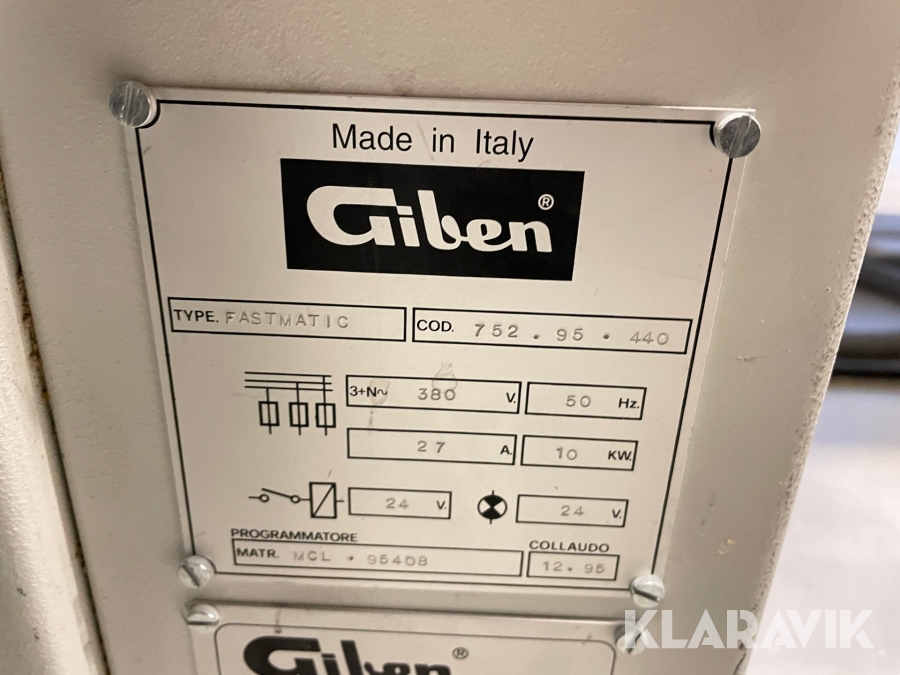 Made in Italy
Giben®
TYPE. FASTMATIC COD. 752.95.440
3+N~ 380 V. 50 Hz.
27 A. 10 KW.
24 V. 24 V.
PROGRAMMATORE COLLAUDO
MATR. MCL.95408 12.95
Giben®
KLARAVIK